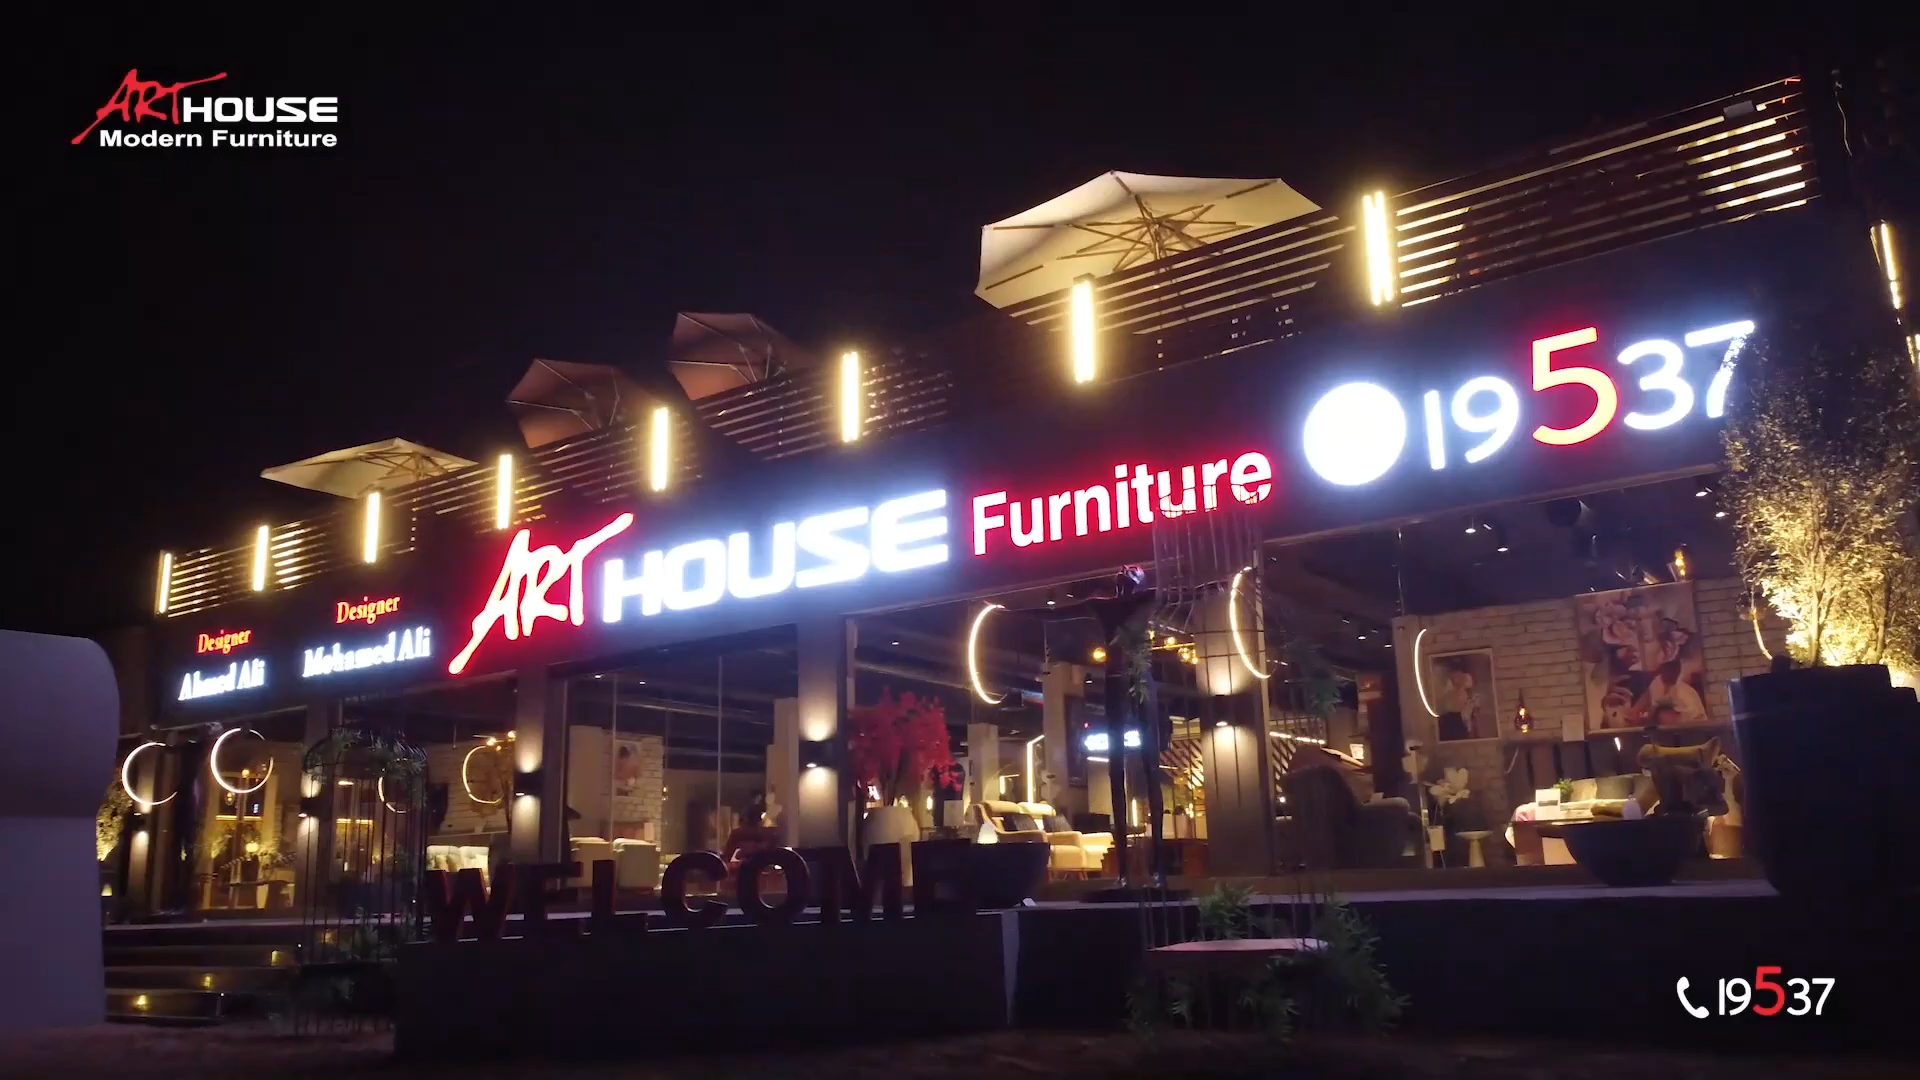 ARTHOUSE
Modern Furniture
Designer
Ahmed Ali
Designer
Mohamed Ali
ARTHOUSE Furniture 19537
WELCOME
19537